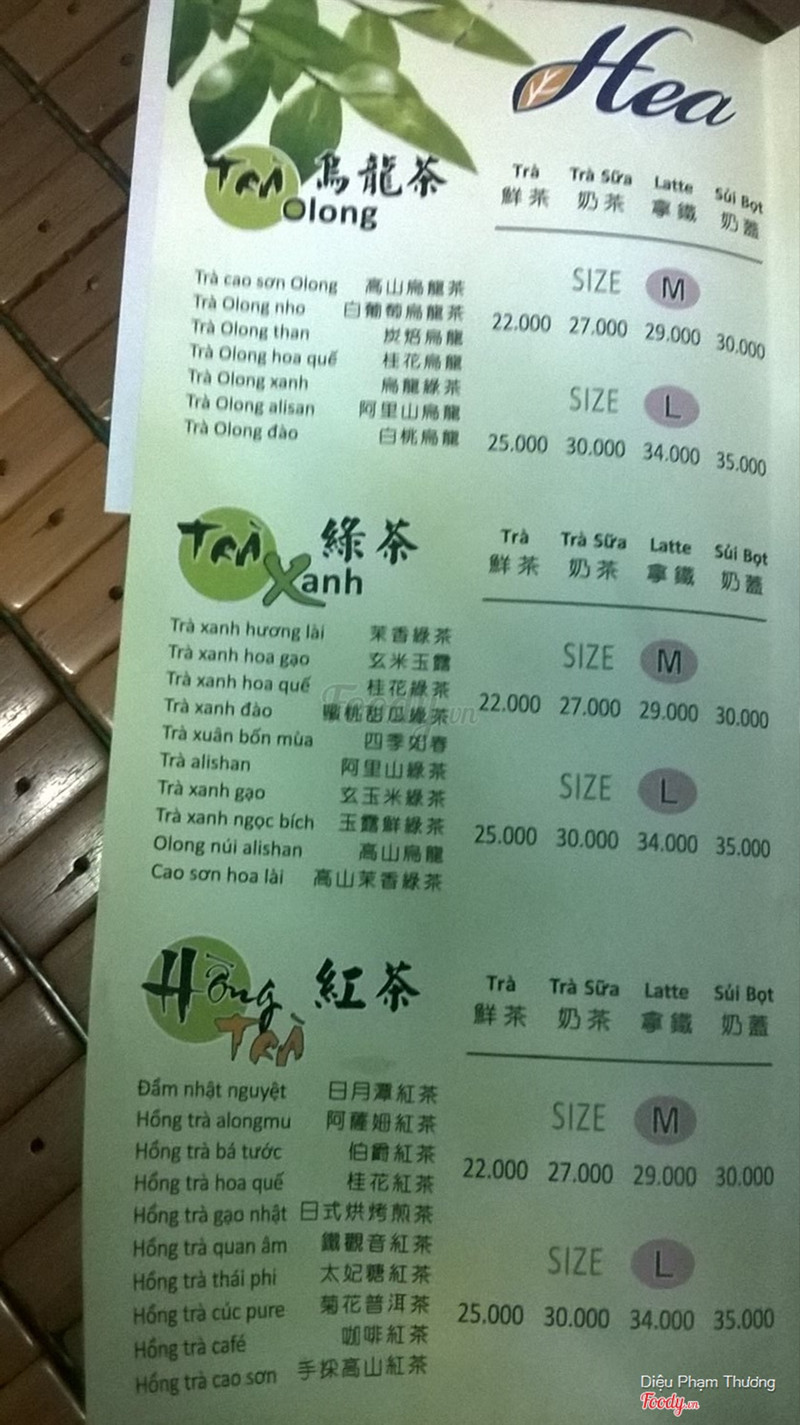 Hea
Trà Olong 烏龍茶
Trà Trà Sữa Latte Sủi Bọt
鮮茶 奶茶 拿鐵 奶蓋
SIZE M
22.000 27.000 29.000 30.000
SIZE L
25.000 30.000 34.000 35.000
Trà cao sơn Olong 高山烏龍茶
Trà Olong nho 白葡萄烏龍茶
Trà Olong than 炭焙烏龍
Trà Olong hoa quế 桂花烏龍
Trà Olong xanh 烏龍綠茶
Trà Olong alisan 阿里山烏龍
Trà Olong đào 白桃烏龍
Trà Xanh 綠茶
Trà Trà Sữa Latte Sủi Bọt
鮮茶 奶茶 拿鐵 奶蓋
SIZE M
22.000 27.000 29.000 30.000
SIZE L
25.000 30.000 34.000 35.000
Trà xanh hương lài 茉香綠茶
Trà xanh hoa gạo 玄米玉露
Trà xanh hoa quế 桂花綠茶
Trà xanh đào 蜜桃甜瓜綠茶
Trà xuân bốn mùa 四季如春
Trà alishan 阿里山綠茶
Trà xanh gạo 玄玉米綠茶
Trà xanh ngọc bích 玉露鮮綠茶
Olong núi alishan 高山烏龍
Cao sơn hoa lài 高山茉香綠茶
Hồng Trà 紅茶
Trà Trà Sữa Latte Sủi Bọt
鮮茶 奶茶 拿鐵 奶蓋
SIZE M
22.000 27.000 29.000 30.000
SIZE L
25.000 30.000 34.000 35.000
Đầm nhật nguyệt 日月潭紅茶
Hồng trà alongmu 阿薩姆紅茶
Hồng trà bá tước 伯爵紅茶
Hồng trà hoa quế 桂花紅茶
Hồng trà gạo nhật 日式烘烤煎茶
Hồng trà quan âm 鐵觀音紅茶
Hồng trà thái phi 太妃糖紅茶
Hồng trà cúc pure 菊花普洱茶
Hồng trà café 咖啡紅茶
Hồng trà cao sơn 手採高山紅茶
Diệu Phạm Thương
Foody.vn